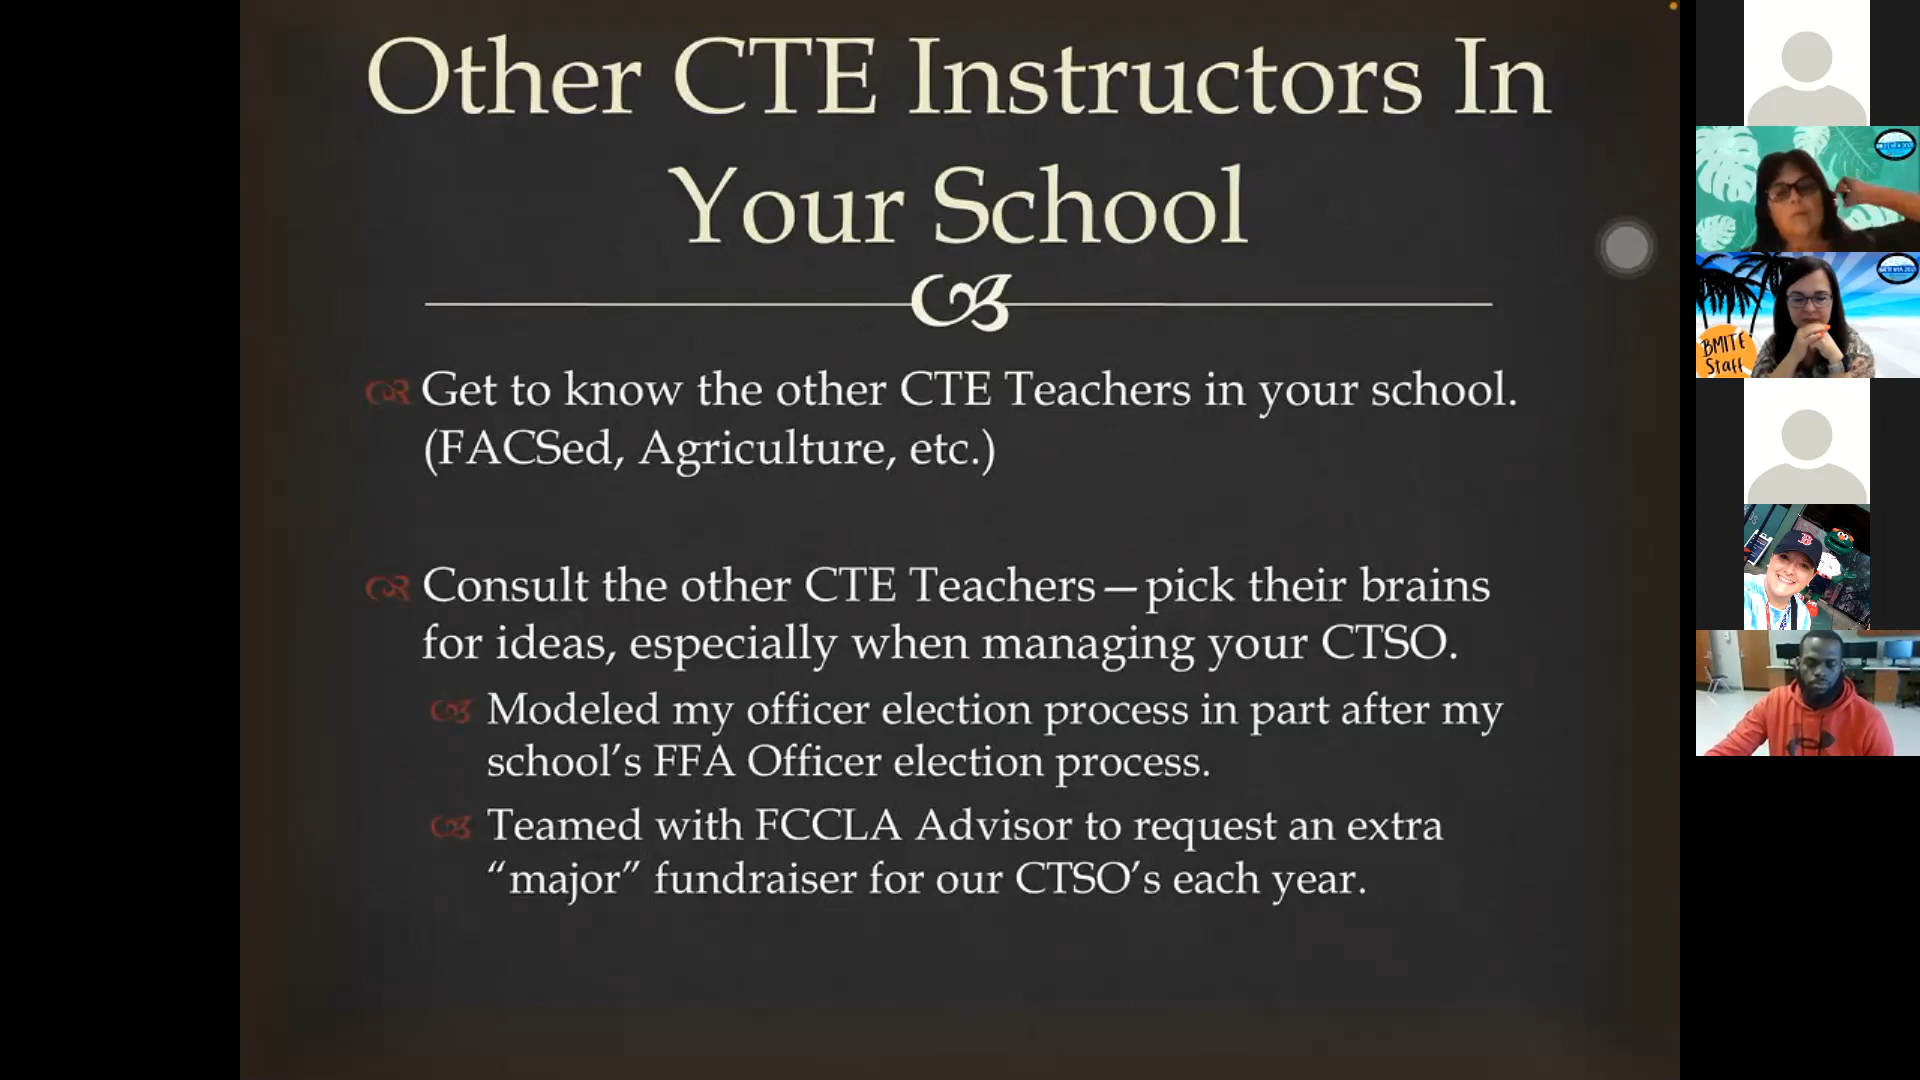 Other CTE Instructors In
Your School
Get to know the other CTE Teachers in your school.
(FACSed, Agriculture, etc.)
Consult the other CTE Teachers—pick their brains
for ideas, especially when managing your CTSO.
Modeled my officer election process in part after my
school’s FFA Officer election process.
Teamed with FCCLA Advisor to request an extra
“major” fundraiser for our CTSO’s each year.
BMITE
Staff
B